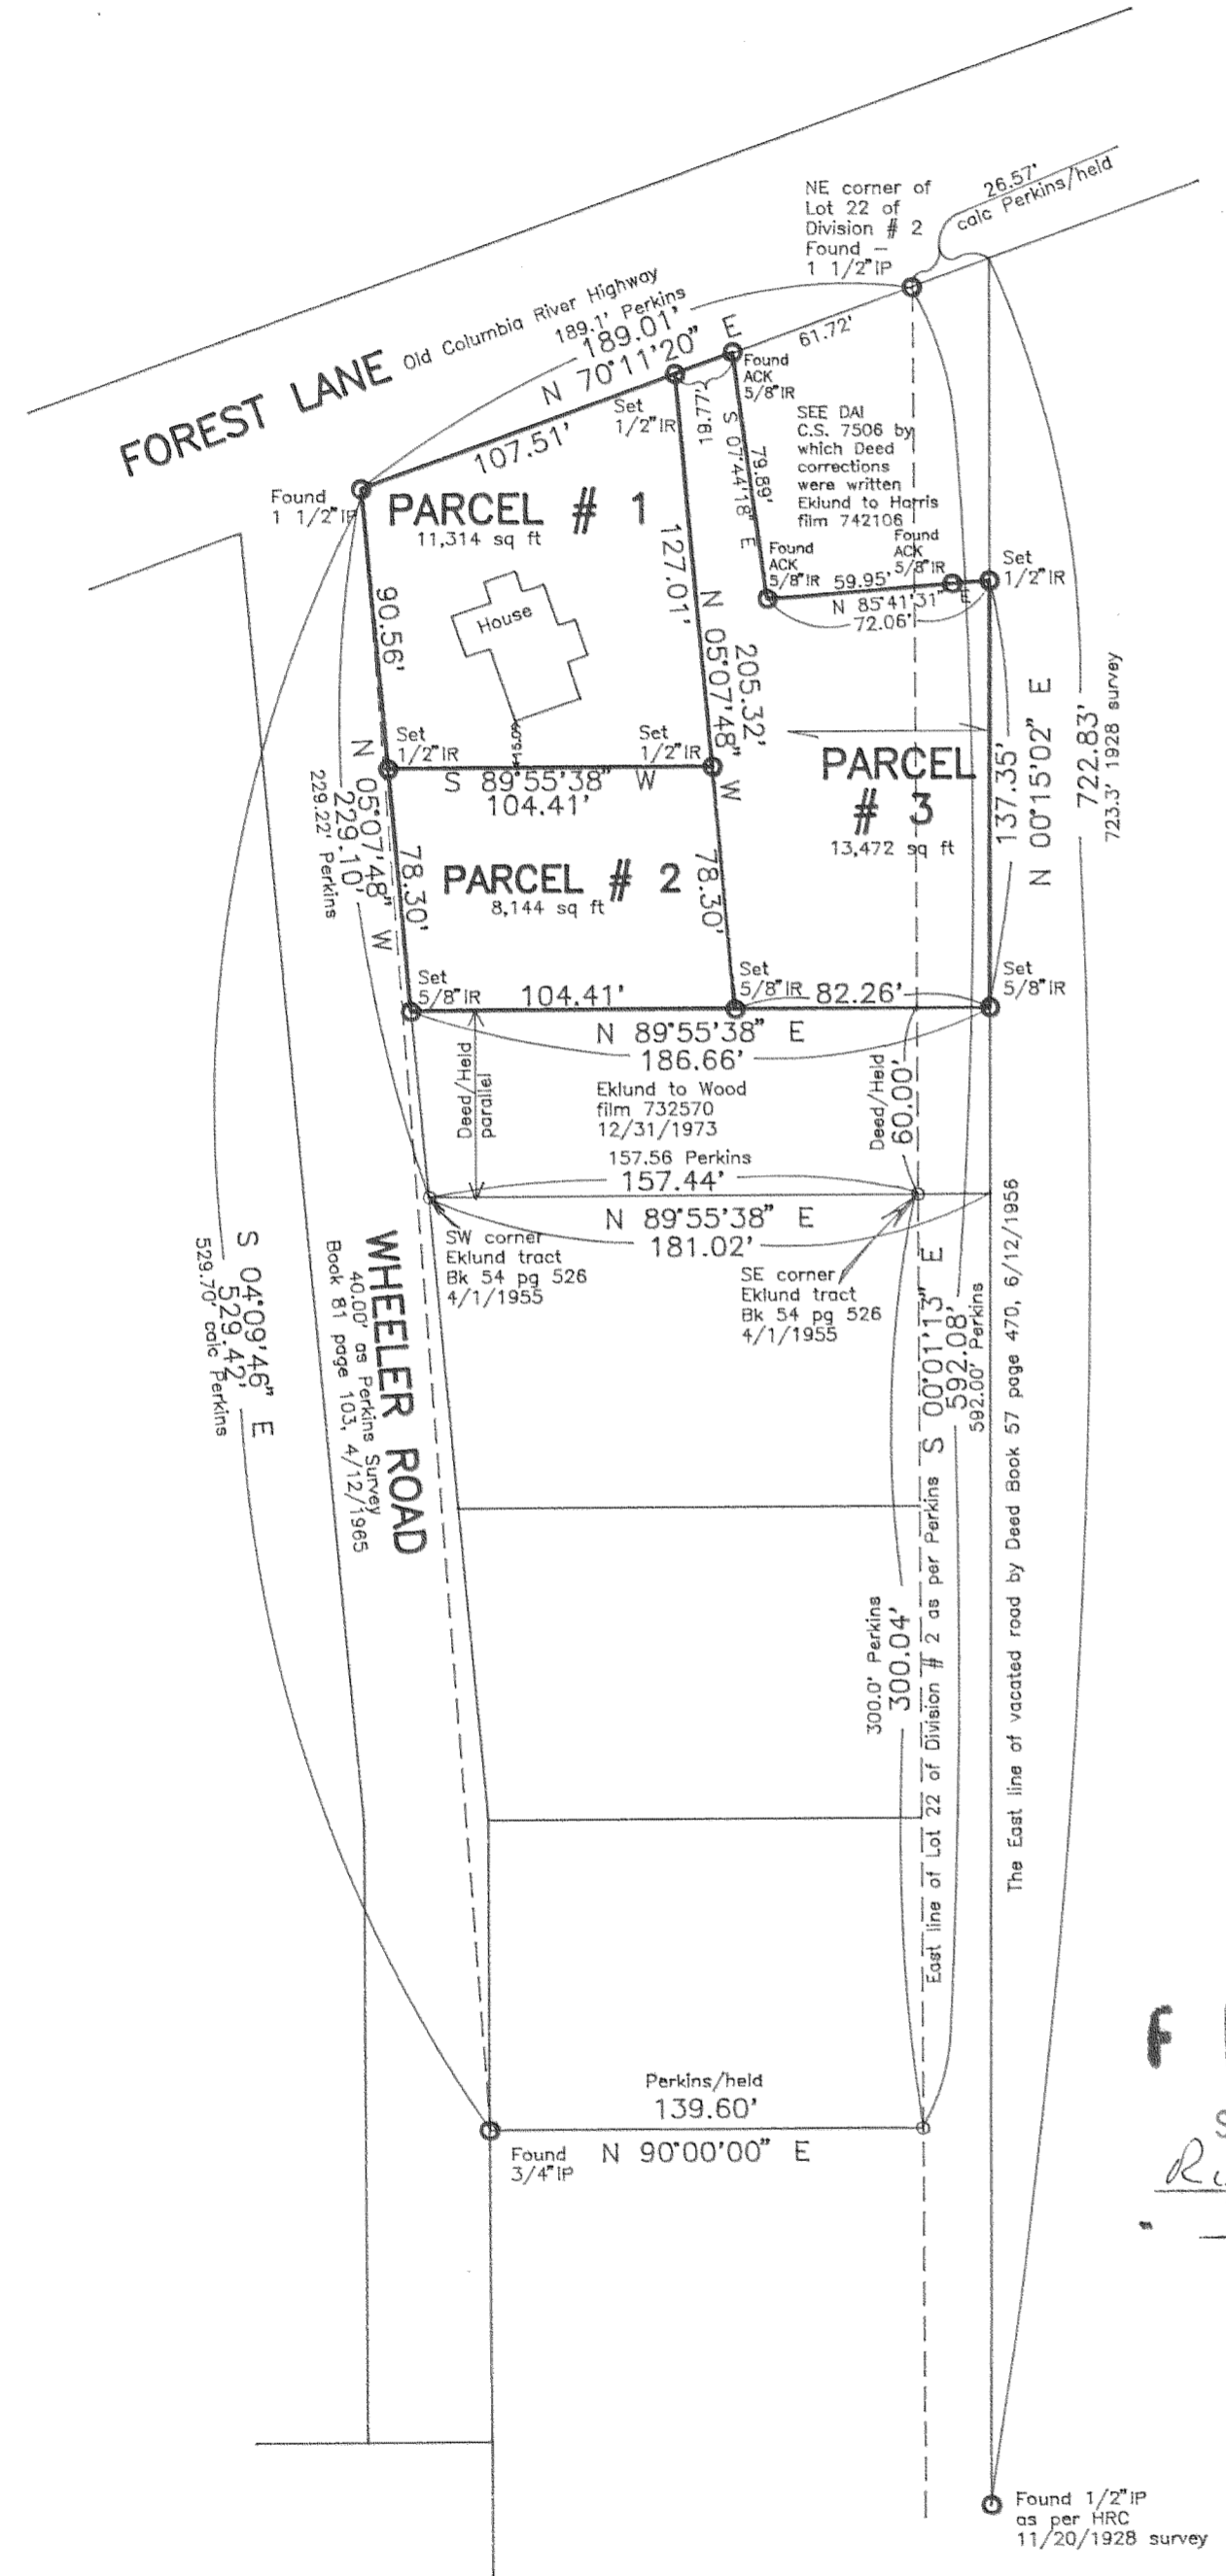 26.57'
calc Perkins/held
NE corner of
Lot 22 of
Division # 2
Found -
1 1/2" IP
FOREST LANE Old Columbia River Highway
189.1' Perkins
189.01'
N 70°11'20" E
107.51'
61.72'
Found
ACK
5/8"IR
Set
1/2"IR
19.77'
S 07°44'18" E
79.89'
SEE DAI
C.S. 7506 by
which Deed
corrections
were written
Eklund to Harris
film 742106
Found
1 1/2"IP
PARCEL # 1
11,314 sq ft
House
15.00
90.56'
127.01'
N 05°07'48" W
205.32'
Found
ACK
5/8"IR
59.95'
Found
ACK
5/8"IR
N 85°41'31" E
72.06'
Set
1/2"IR
137.35'
N 00°15'02" E
722.83'
723.3' 1928 survey
Set
1/2"IR
Set
1/2"IR
S 89°55'38" W
104.41'
PARCEL
# 3
13,472 sq ft
N 05°07'48" W
229.10'
229.22' Perkins
78.30'
PARCEL # 2
8,144 sq ft
78.30'
Set
5/8"IR
104.41'
Set
5/8"IR
82.26'
Set
5/8"IR
N 89°55'38" E
186.66'
Deed/Held
parallel
Eklund to Wood
film 732570
12/31/1973
Deed/Held
60.00'
157.56 Perkins
157.44'
N 89°55'38" E
181.02'
SW corner
Eklund tract
Bk 54 pg 526
4/1/1955
SE corner
Eklund tract
Bk 54 pg 526
4/1/1955
S 04°09'46" E
529.42'
529.70' calc Perkins
WHEELER ROAD
40.00' as Perkins Survey
Book 81 page 103, 4/12/1965
S 00°01'13" E
592.08'
592.00' Perkins
East line of Lot 22 of Division # 2 as per Perkins
The East line of vacated road by Deed Book 57 page 470, 6/12/1956
300.0' Perkins
300.04'
Perkins/held
139.60'
N 90°00'00" E
Found
3/4"IP
F
Found 1/2"IP
as per HRC
11/20/1928 survey